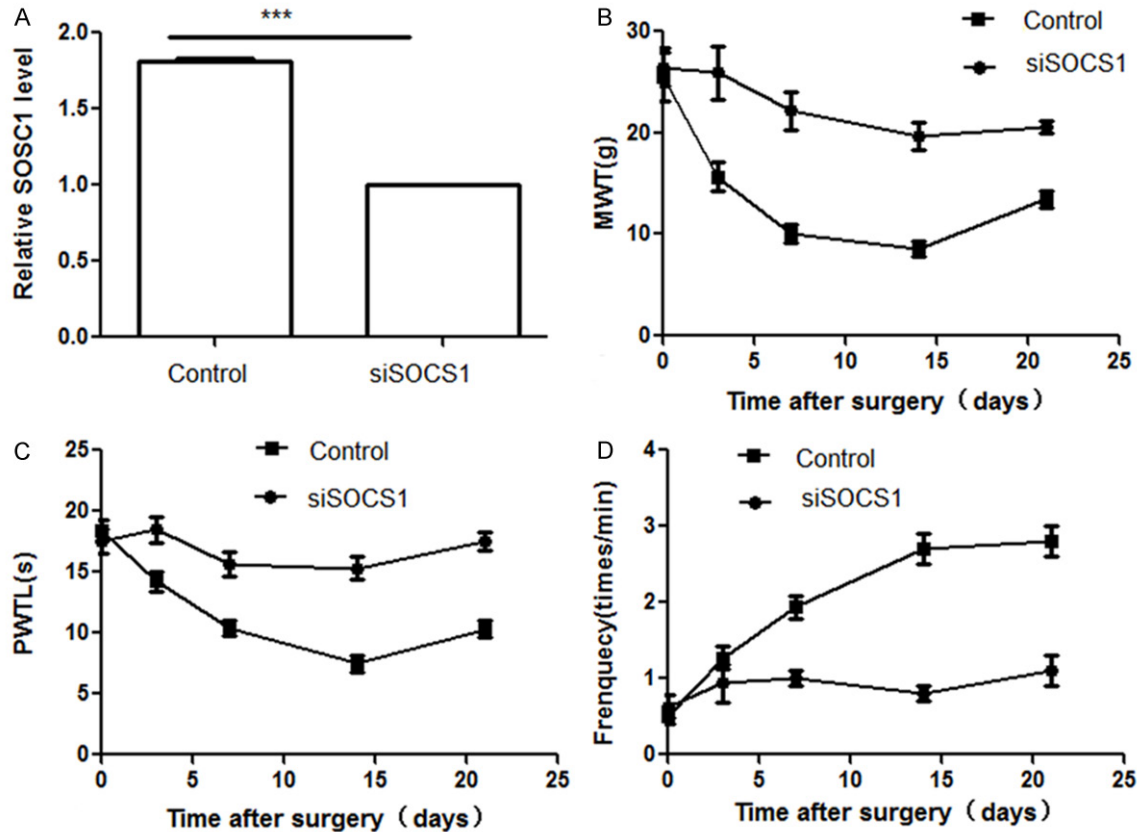 A
***
Relative SOSC1 level
2.0
1.5
1.0
0.5
0.0
Control
siSOCS1
B
Control
siSOCS1
MWT(g)
30
20
10
0
0 5 10 15 20 25
Time after surgery（days）
C
Control
siSOCS1
PWTL(s)
25
20
15
10
5
0
0 5 10 15 20 25
Time after surgery（days）
D
Control
siSOCS1
Frenquecy(times/min)
4
3
2
1
0
0 5 10 15 20 25
Time after surgery（days）